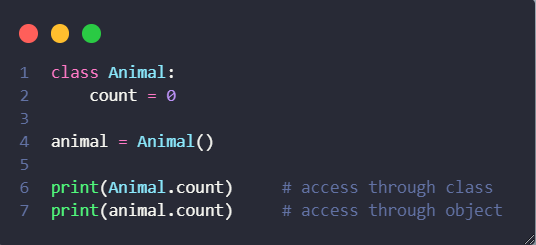 1 class Animal:
2     count = 0
3
4 animal = Animal()
5
6 print(Animal.count)     # access through class
7 print(animal.count)     # access through object